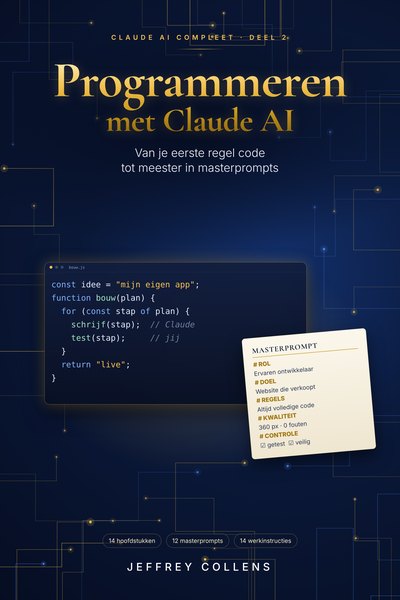 CLAUDE AI COMPLEET · DEEL 2
Programmeren
met Claude AI
Van je eerste regel code
tot meester in masterprompts
bouw.js
const idee = "mijn eigen app";
function bouw(plan) {
for (const stap of plan) {
schrijf(stap); // Claude
test(stap); // jij
}
return "live";
}
MASTERPROMPT
# ROL
Ervaren ontwikkelaar
# DOEL
Website die verkoopt
# REGELS
Altijd volledige code
# KWALITEIT
360 px · 0 fouten
# CONTROLE
☑ getest ☑ veilig
14 hoofdstukken
12 masterprompts
14 werkinstructies
JEFFREY COLLENS